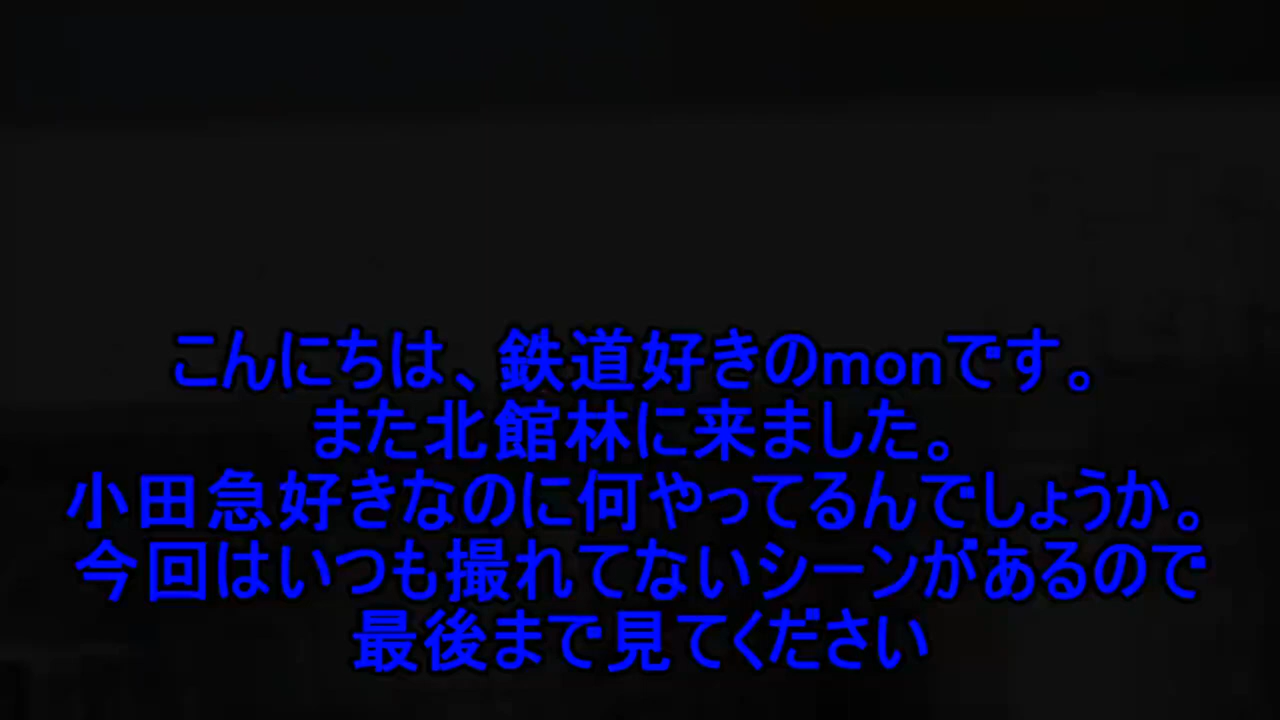 こんにちは、鉄道好きのmonです。
また北館林に来ました。
小田急好きなのに何やってるんでしょうか。
今回はいつも撮れてないシーンがあるので
最後まで見てください